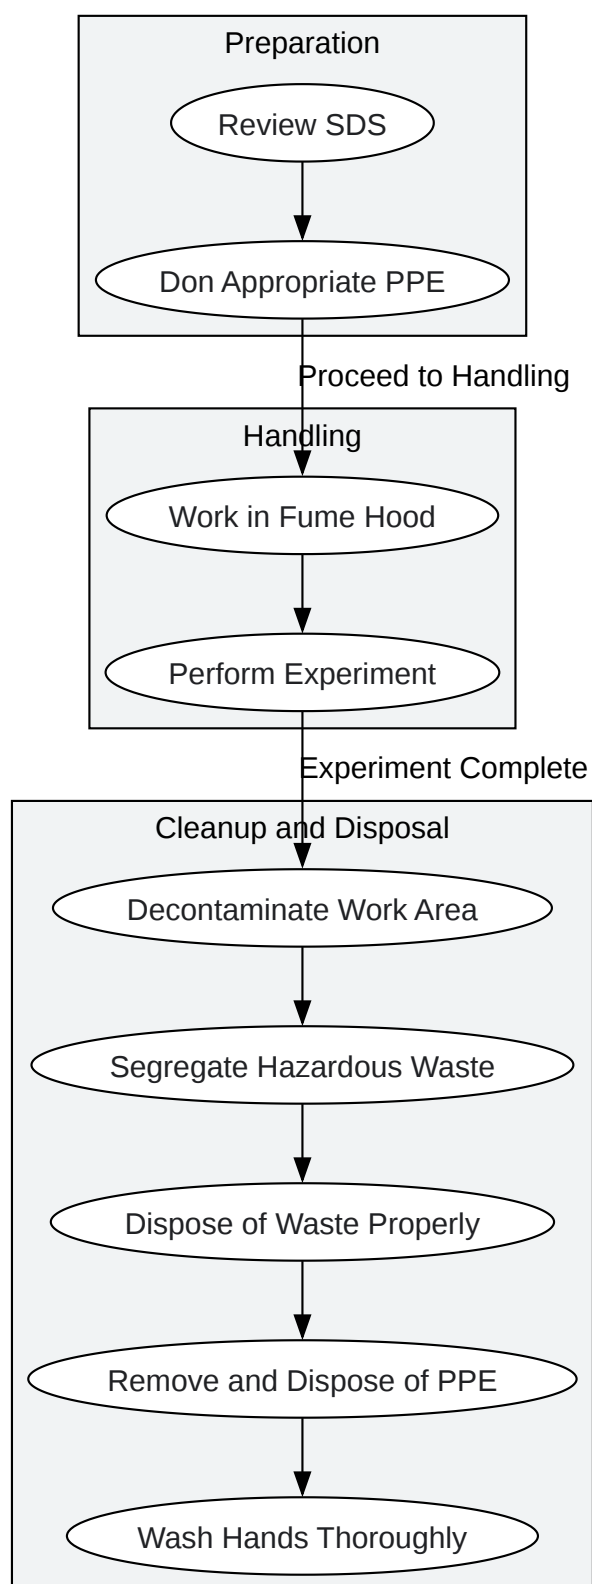 Preparation
Review SDS
Don Appropriate PPE
Proceed to Handling
Handling
Work in Fume Hood
Perform Experiment
Experiment Complete
Cleanup and Disposal
Decontaminate Work Area
Segregate Hazardous Waste
Dispose of Waste Properly
Remove and Dispose of PPE
Wash Hands Thoroughly